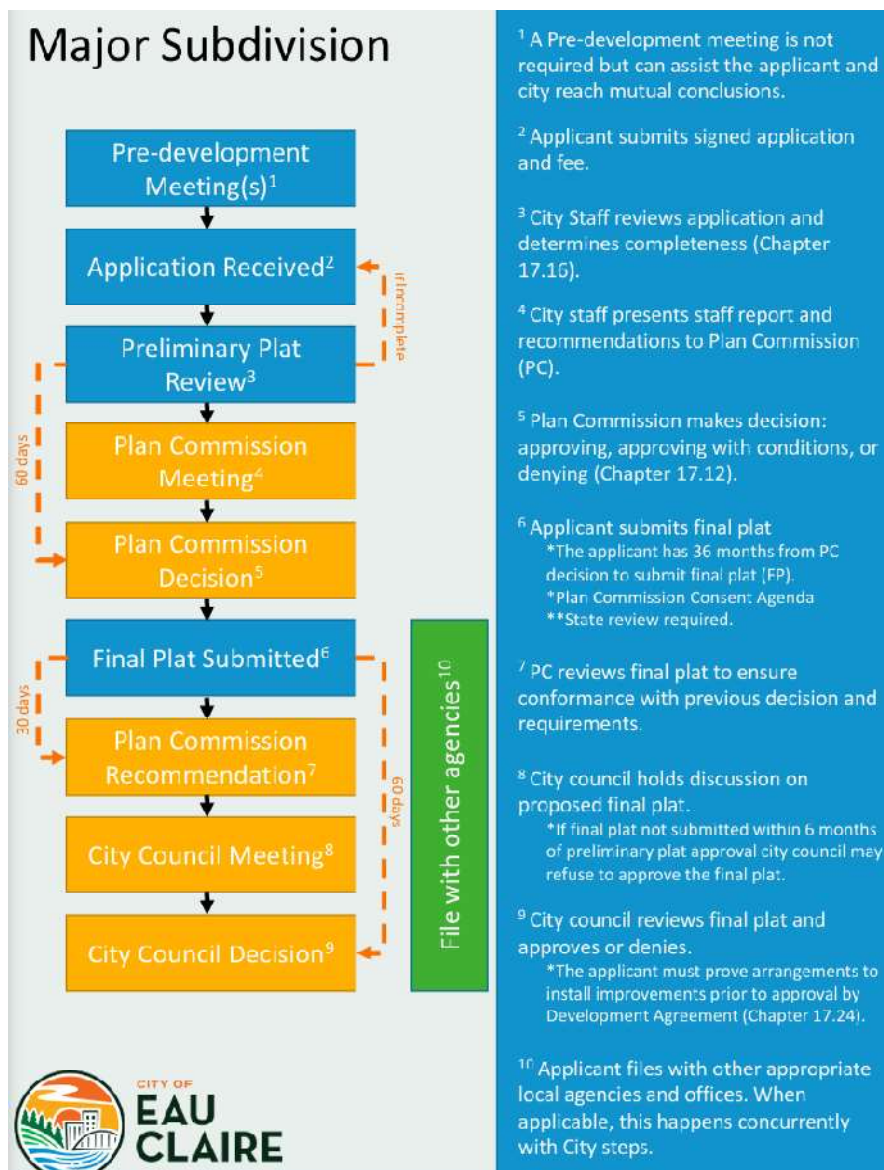 Major Subdivision
Pre-development
Meeting(s)1
Application Received2
if Incomplete
Preliminary Plat
Review3
60 days
Plan Commission
Meeting4
Plan Commission
Decision5
Final Plat Submitted6
30 days
Plan Commission
Recommendation7
60 days
City Council Meeting8
City Council Decision9
File with other agencies10
CITY OF
EAU
CLAIRE
1 A Pre-development meeting is not
required but can assist the applicant and
city reach mutual conclusions.
2 Applicant submits signed application
and fee.
3 City Staff reviews application and
determines completeness (Chapter
17.16).
4 City staff presents staff report and
recommendations to Plan Commission
(PC).
5 Plan Commission makes decision:
approving, approving with conditions, or
denying (Chapter 17.12).
6 Applicant submits final plat
*The applicant has 36 months from PC
decision to submit final plat (FP).
*Plan Commission Consent Agenda
**State review required.
7 PC reviews final plat to ensure
conformance with previous decision and
requirements.
8 City council holds discussion on
proposed final plat.
*If final plat not submitted within 6 months
of preliminary plat approval city council may
refuse to approve the final plat.
9 City council reviews final plat and
approves or denies.
*The applicant must prove arrangements to
install improvements prior to approval by
Development Agreement (Chapter 17.24).
10 Applicant files with other appropriate
local agencies and offices. When
applicable, this happens concurrently
with City steps.